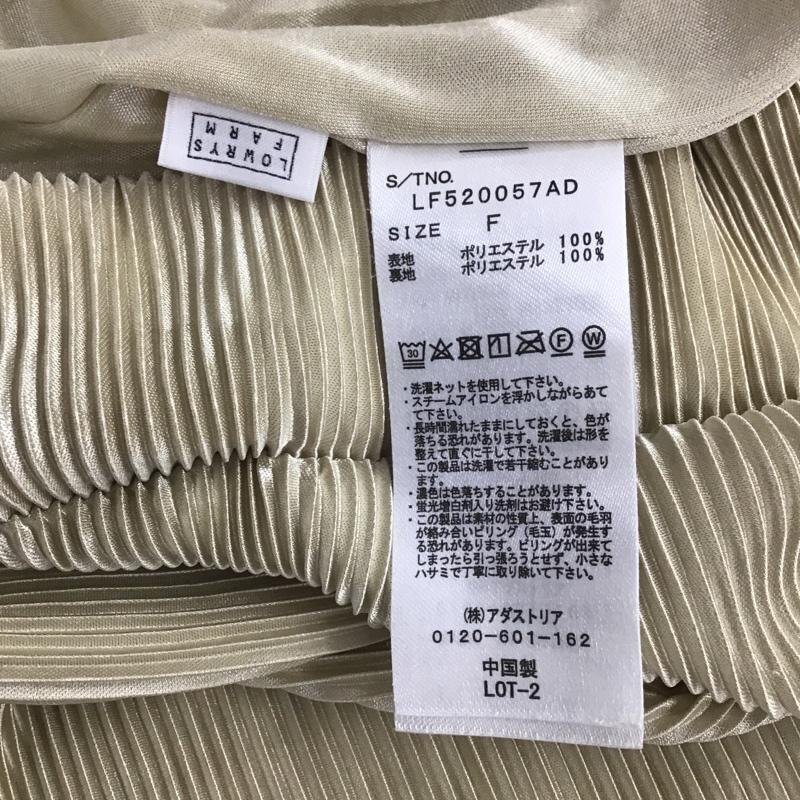 LOWRYS
FARM
S/TNO.
LF520057AD
SIZE F
表地 ポリエステル 100%
裏地 ポリエステル 100%
30 1 F W
・洗濯ネットを使用して下さい。
・スチームアイロンを浮かしながらあて
て下さい。
・長時間濡れたままにしておくと、色が
落ちる恐れがあります。洗濯後は形を
整えて直ぐに干して下さい。
・この製品は洗濯で若干縮むことがあり
ます。
・濃色は色落ちすることがあります。
・蛍光増白剤入り洗剤はお避け下さい。
・この製品は素材の性質上、表面の毛羽
が絡み合いピリング（毛玉）が発生す
る恐れがあります。ピリングが出来て
しまったら引っ張ろうとせず、小さな
ハサミで丁寧に取り除いて下さい。
(株)アダストリア
0120-601-162
中国製
LOT-2